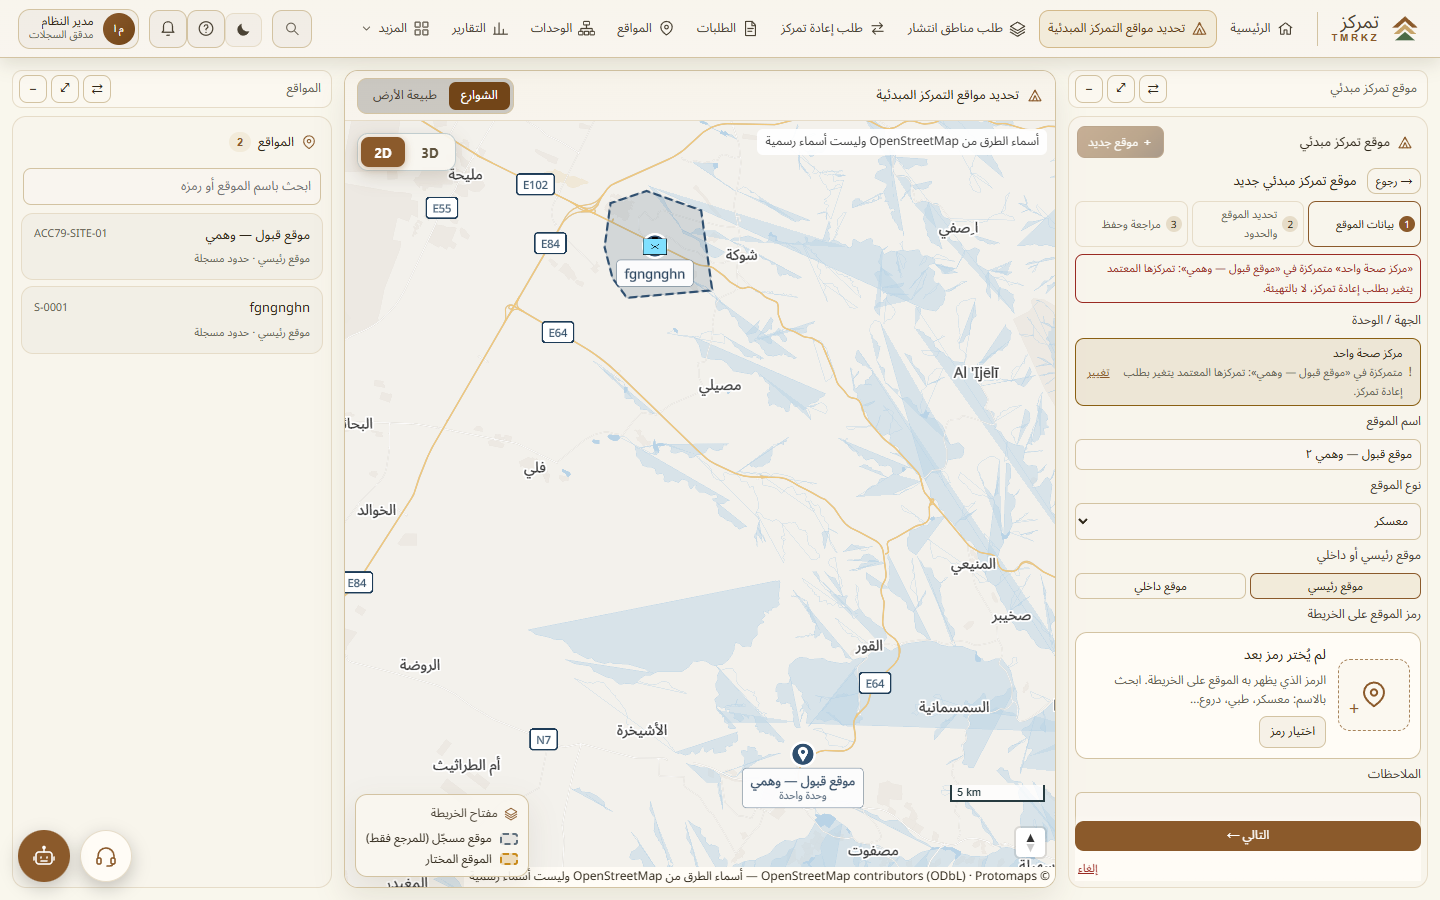 تمركز
TMRKZ
الرئيسية
تحديد مواقع التمركز المبدئية
طلب مناطق انتشار
طلب إعادة تمركز
الطلبات
المواقع
الوحدات
التقارير
المزيد
م ا
مدير النظام
مدقق السجلات
موقع تمركز مبدئي
موقع تمركز مبدئي
+ موقع جديد
→ رجوع
موقع تمركز مبدئي جديد
1 بيانات الموقع
2 تحديد الموقع والحدود
3 مراجعة وحفظ
«مركز صحة واحد» متمركزة في «موقع قبول — وهمي»: تمركزها المعتمد
يتغير بطلب إعادة تمركز، لا بالتهيئة.
الجهة / الوحدة
مركز صحة واحد
! متمركزة في «موقع قبول — وهمي»: تمركزها المعتمد يتغير بطلب
إعادة تمركز.
تغيير
اسم الموقع
موقع قبول — وهمي ٢
نوع الموقع
معسكر
موقع رئيسي أو داخلي
موقع رئيسي
موقع داخلي
رمز الموقع على الخريطة
لم يُختر رمز بعد
الرمز الذي يظهر به الموقع على الخريطة. ابحث
بالاسم: معسكر، طبي، دروع...
اختيار رمز
الملاحظات
التالي ←
إلغاء
تحديد مواقع التمركز المبدئية
الشوارع
طبيعة الأرض
أسماء الطرق من OpenStreetMap وليست أسماء رسمية
2D
3D
مليحة
E102
E55
E84
fgngnghn
شوكة
ا.صفي
E64
مصيلي
Al 'Ijēlī
فلي
الخوالد
E84
المنيعي
صخيبر
القور
الروضة
E64
السمسمانية
الأشيخرة
N7
أم الطراثيث
موقع قبول — وهمي
وحدة واحدة
5 km
مصفوت
مفتاح الخريطة
موقع مسجّل (للمرجع فقط)
الموقع المختار
© OpenStreetMap contributors (ODbL) · Protomaps — أسماء الطرق من OpenStreetMap وليست أسماء رسمية
المواقع
المواقع 2
ابحث باسم الموقع أو رمزه
موقع قبول — وهمي
ACC79-SITE-01
موقع رئيسي · حدود مسجلة
fgngnghn
S-0001
موقع رئيسي · حدود مسجلة